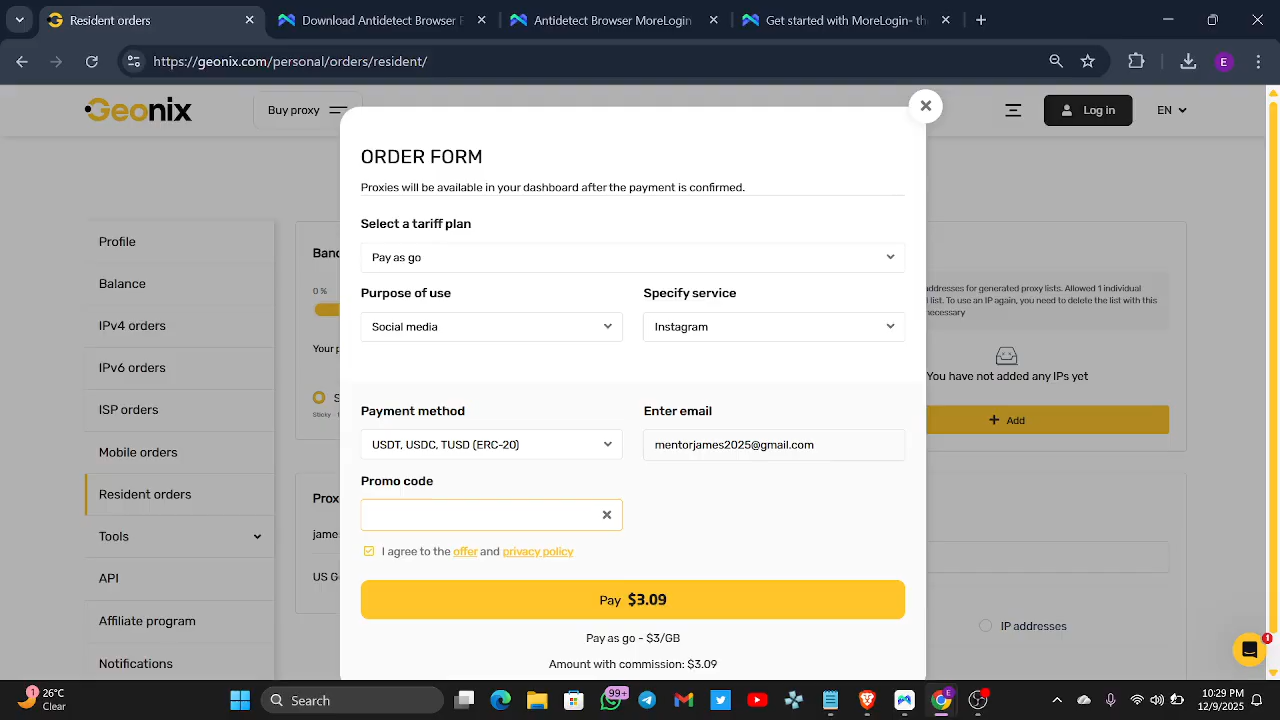 Resident orders
Download Antidetect Browser F
Antidetect Browser MoreLogin
Get started with MoreLogin- th
https://geonix.com/personal/orders/resident/
E
Geonix
Buy proxy
Log in
EN
ORDER FORM
Proxies will be available in your dashboard after the payment is confirmed.
Select a tariff plan
Pay as go
Purpose of use
Specify service
Social media
Instagram
Payment method
Enter email
USDT, USDC, TUSD (ERC-20)
mentorjames2025@gmail.com
Promo code
I agree to the offer and privacy policy
Pay $3.09
Pay as go - $3/GB
Amount with commission: $3.09
Profile
Balance
IPv4 orders
IPv6 orders
ISP orders
Mobile orders
Resident orders
Tools
API
Affiliate program
Notifications
Band
0 %
Your p
S
Sticky
Prox
jame
US G
addresses for generated proxy lists. Allowed 1 individual
list. To use an IP again, you need to delete the list with this
necessary
You have not added any IPs yet
Add
IP addresses
1
1
26°C
Clear
Search
99+
E
10:29 PM
12/9/2025